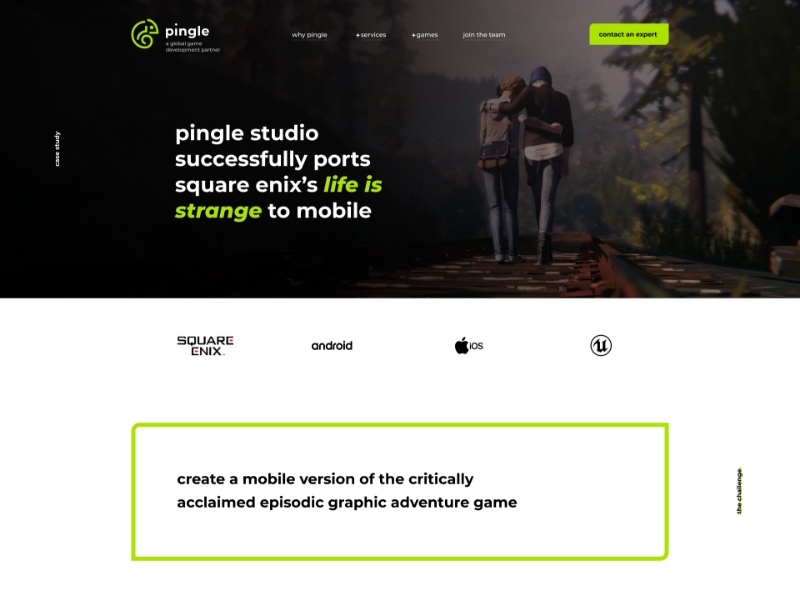 pingle
a global game
development partner
why pingle
+services
+games
join the team
contact an expert
case study
pingle studio
successfully ports
square enix's life is
strange to mobile
SQUARE
ENIX™
android
iOS
create a mobile version of the critically
acclaimed episodic graphic adventure game
the challenge.